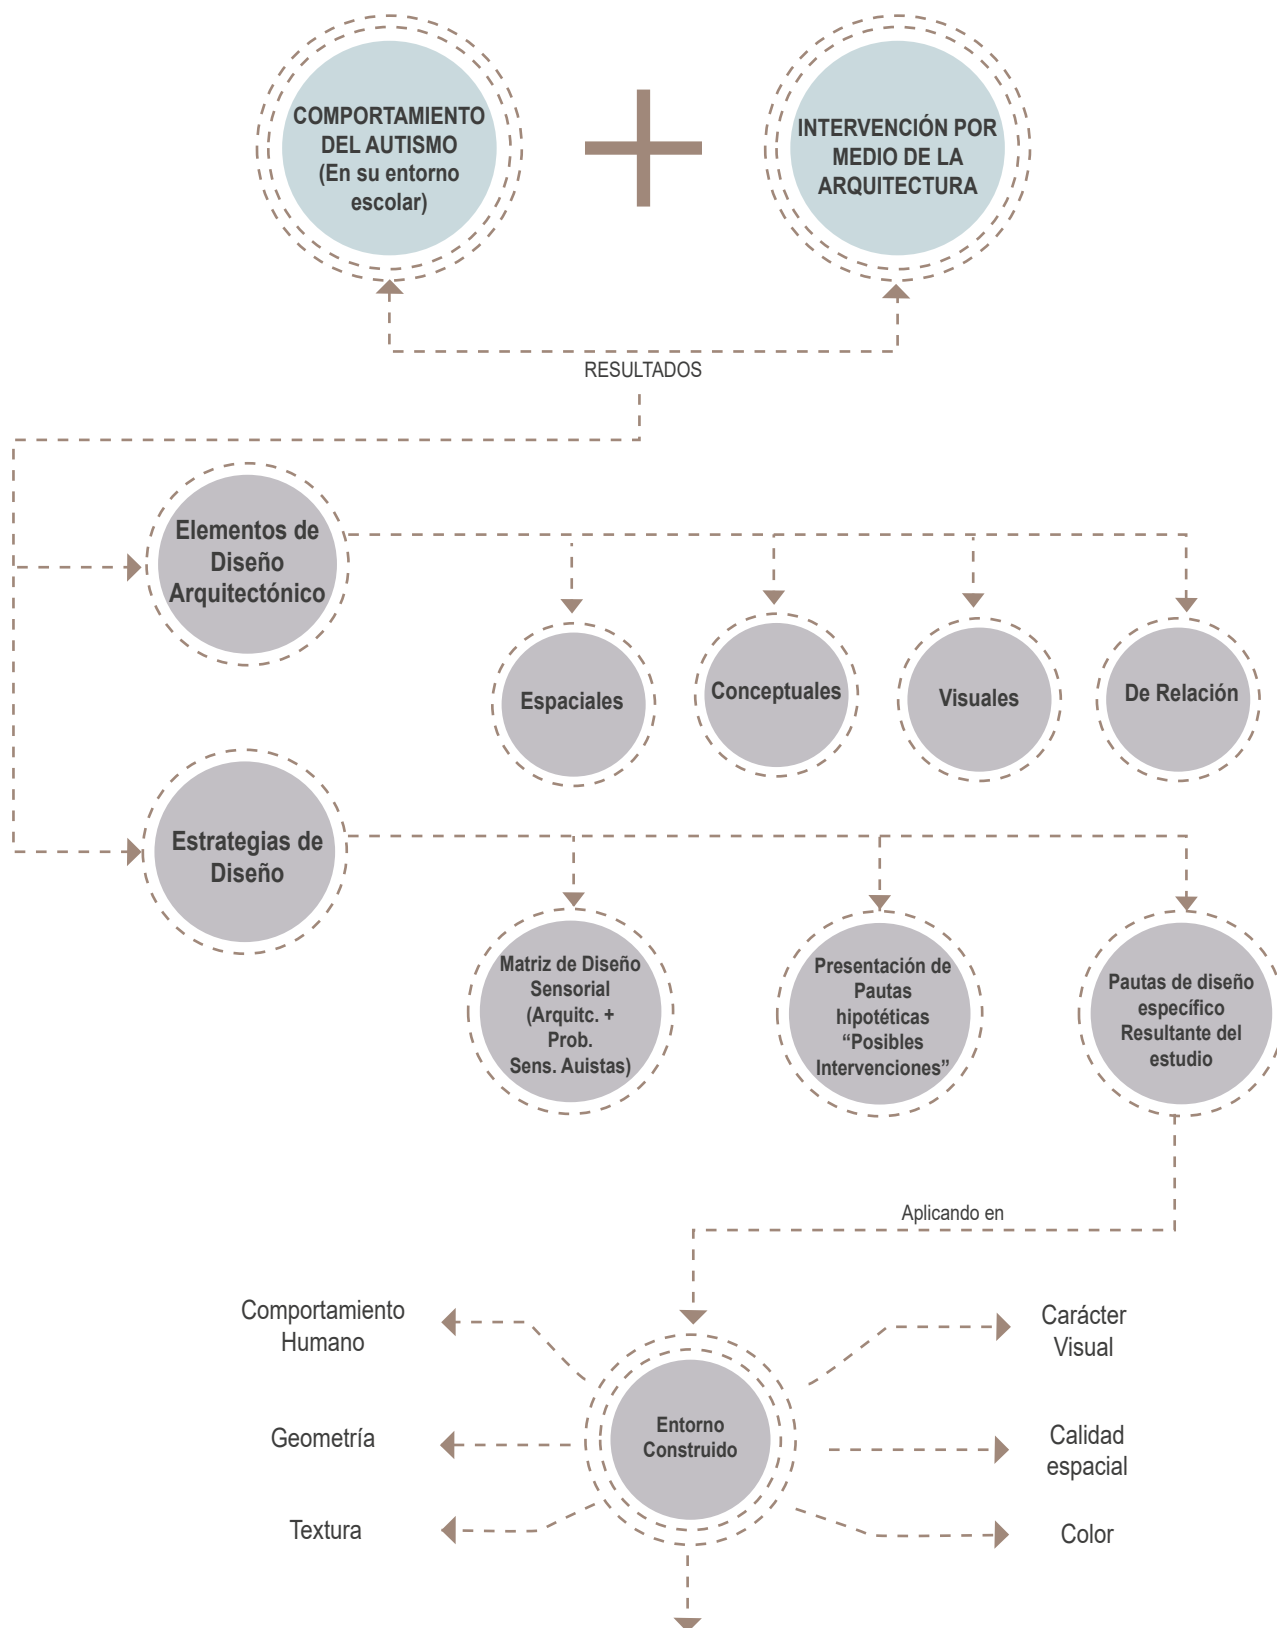 COMPORTAMIENTO
DEL AUTISMO
(En su entorno
escolar)
INTERVENCIÓN POR
MEDIO DE LA
ARQUITECTURA
RESULTADOS
Elementos de
Diseño
Arquitectónico
Espaciales
Conceptuales
Visuales
De Relación
Estrategias de
Diseño
Matriz de Diseño
Sensorial
(Arquitc. +
Prob.
Sens. Auistas)
Presentación de
Pautas
hipotéticas
“Posibles
Intervenciones”
Pautas de diseño
específico
Resultante del
estudio
Aplicando en
Comportamiento
Humano
Carácter
Visual
Entorno
Construido
Geometría
Calidad
espacial
Textura
Color